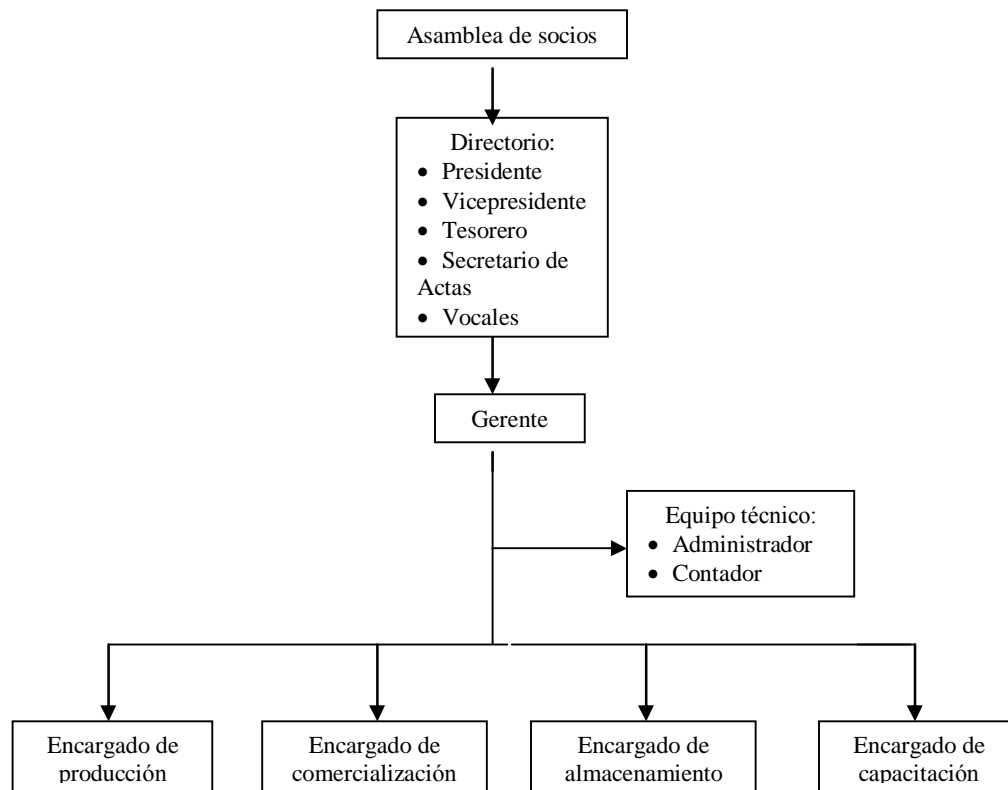 Asamblea de socios
Directorio:
• Presidente
• Vicepresidente
• Tesorero
• Secretario de
Actas
• Vocales
Gerente
Equipo técnico:
• Administrador
• Contador
Encargado de
producción
Encargado de
comercialización
Encargado de
almacenamiento
Encargado de
capacitación